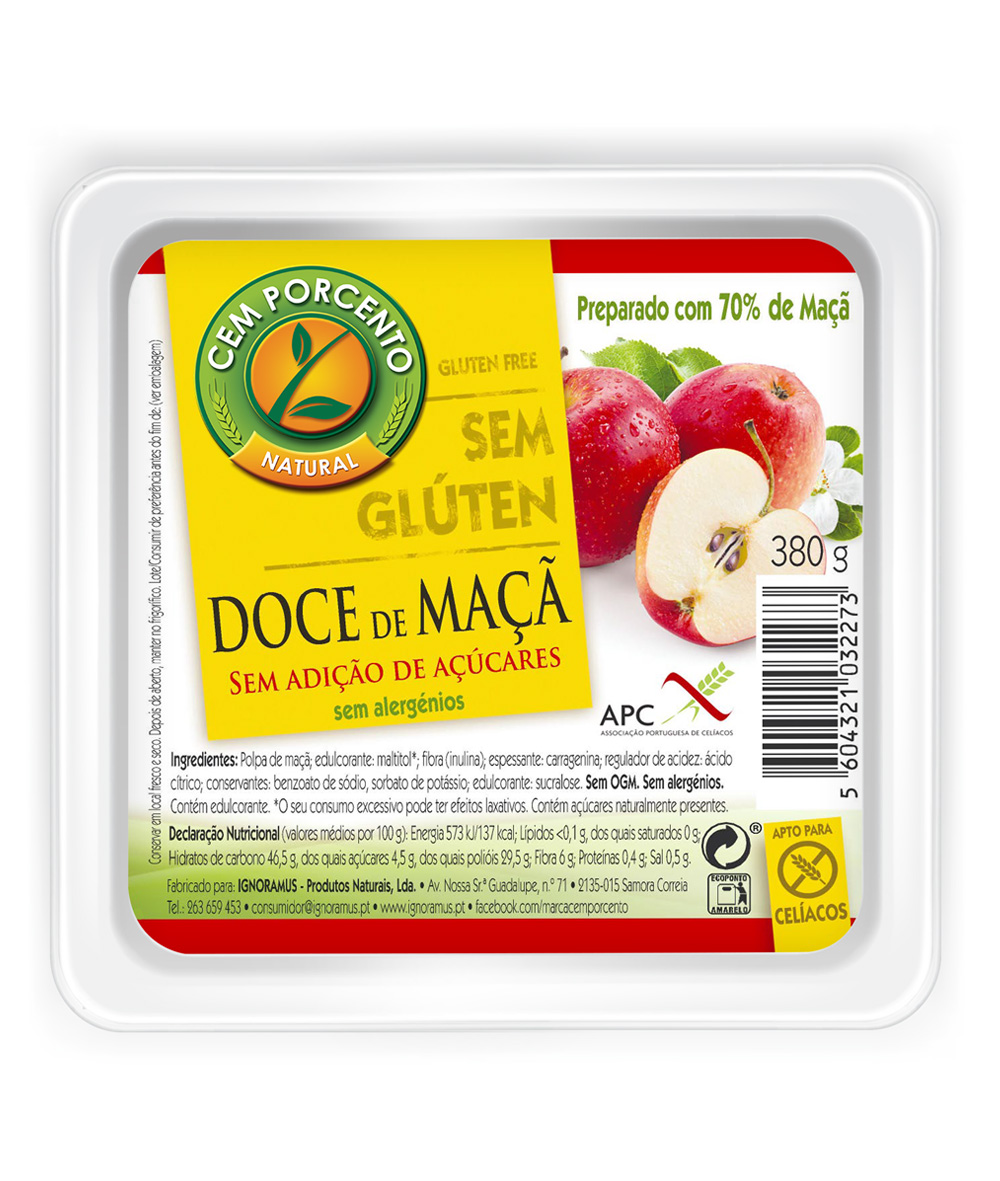 CEM PORCENTO
NATURAL
GLUTEN FREE
SEM
GLÚTEN
DOCE DE MAÇÃ
SEM ADIÇÃO DE AÇÚCARES
sem alergénios
Preparado com 70% de Maçã
380 g
5 604321 032273
APC
ASSOCIAÇÃO PORTUGUESA DE CELÍACOS
Conservar em local fresco e seco. Depois de aberto, manter no frigorífico. Lote/Consumir de preferência antes do fim de: (ver embalagem)
Ingredientes: Polpa de maçã; edulcorante: maltitol*; fibra (inulina); espessante: carragenina; regulador de acidez: ácido
cítrico; conservantes: benzoato de sódio, sorbato de potássio; edulcorante: sucralose. Sem OGM. Sem alergénios.
Contém edulcorante. *O seu consumo excessivo pode ter efeitos laxativos. Contém açúcares naturalmente presentes.
Declaração Nutricional (valores médios por 100 g): Energia 573 kJ/137 kcal; Lípidos <0,1 g, dos quais saturados 0 g;
Hidratos de carbono 46,5 g, dos quais açúcares 4,5 g, dos quais polióis 29,5 g; Fibra 6 g; Proteínas 0,4 g; Sal 0,5 g.
Fabricado para: IGNORAMUS - Produtos Naturais, Lda. • Av. Nossa Sr.ª Guadalupe, n.º 71 • 2135-015 Samora Correia
Tel.: 263 659 453 • consumidor@ignoramus.pt • www.ignoramus.pt • facebook.com/marcacemporcento
®
ECOPONTO
AMARELO
APTO PARA
CELÍACOS